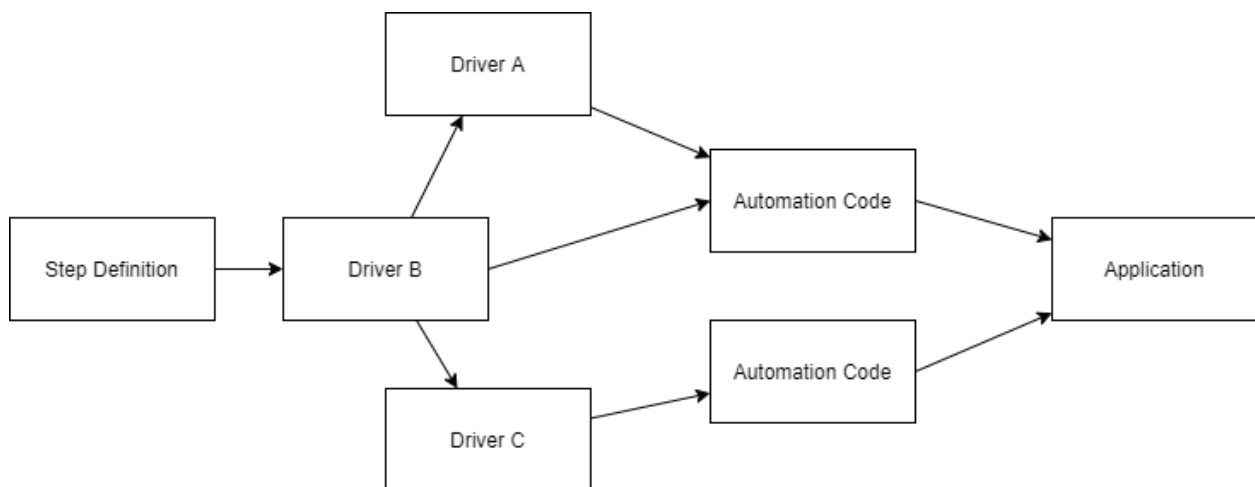 Driver A
Automation Code
Step Definition
Driver B
Application
Automation Code
Driver C